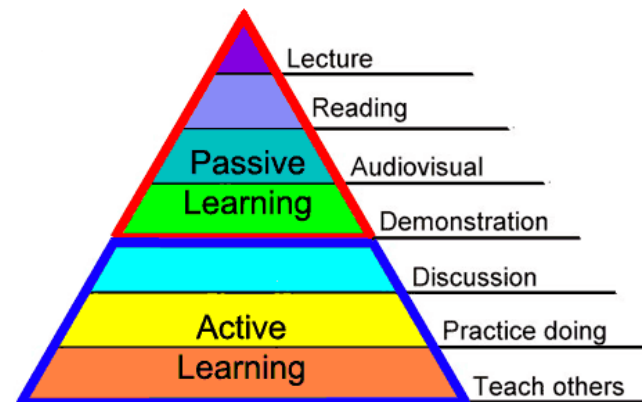 Lecture
Reading
Passive
Audiovisual
Learning
Demonstration
Discussion
Active
Practice doing
Learning
Teach others